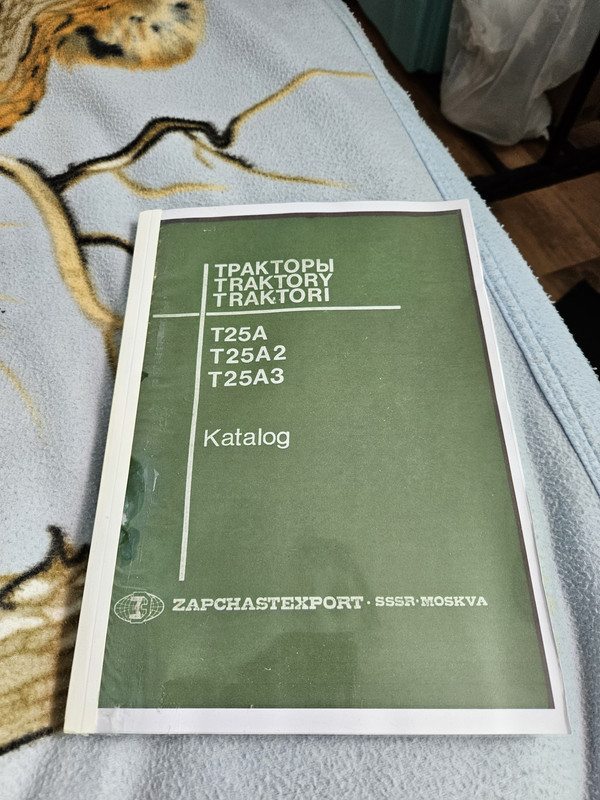 ТРАКТОРЫ
TRAKTORY
TRAKTORI
T25A
T25A2
T25A3
Katalog
ZAPCHASTEXPORT · SSSR · MOSKVA